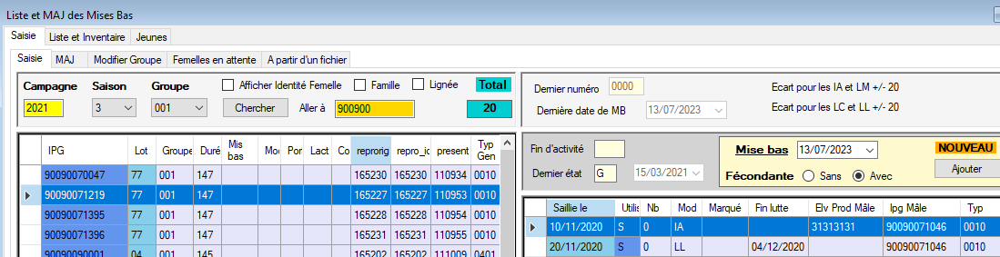 Liste et MAJ des Mises Bas
Saisie Liste et Inventaire Jeunes
Saisie MAJ Modifier Groupe Femelles en attente A partir d'un fichier
Campagne Saison Groupe Afficher Identité Femelle Famille Lignée Total
2021 3 001 Chercher Aller à 900900 20
Dernier numéro 0000 Ecart pour les IA et LM +/- 20
Dernière date de MB 13/07/2023 Ecart pour les LC et LL +/- 20
IPG Lot Groupe Duré Mis bas Mod Por Lact Co reprorig repro_ic present Typ Gen
90090070047 77 001 147 165230 165230 110934 0010
90090071219 77 001 147 165227 165227 110953 0010
90090071395 77 001 147 165228 165228 110954 0010
90090071396 77 001 147 165231 165231 110955 0010
90090090001 04 001 145 165202 165202 111009 0401
Fin d'activité Mise bas 13/07/2023 NOUVEAU
Dernier état G 15/03/2021 Fécondante Sans Avec Ajouter
Saillie le Utilis Nb Mod Marqué Fin lutte Elv Prod Mâle Ipg Mâle Typ
10/11/2020 S 0 IA 31313131 90090071046 0010
20/11/2020 S 0 LL 04/12/2020 90090071046 0010